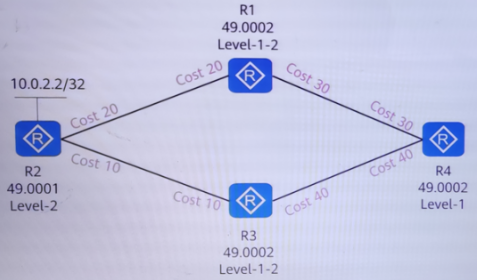 R1
49.0002
Level-1-2
10.0.2.2/32
Cost 20
Cost 20
Cost 30
Cost 30
R
R
R
R2
49.0001
Level-2
Cost 10
Cost 10
Cost 40
Cost 40
R4
49.0002
Level-1
R
R3
49.0002
Level-1-2